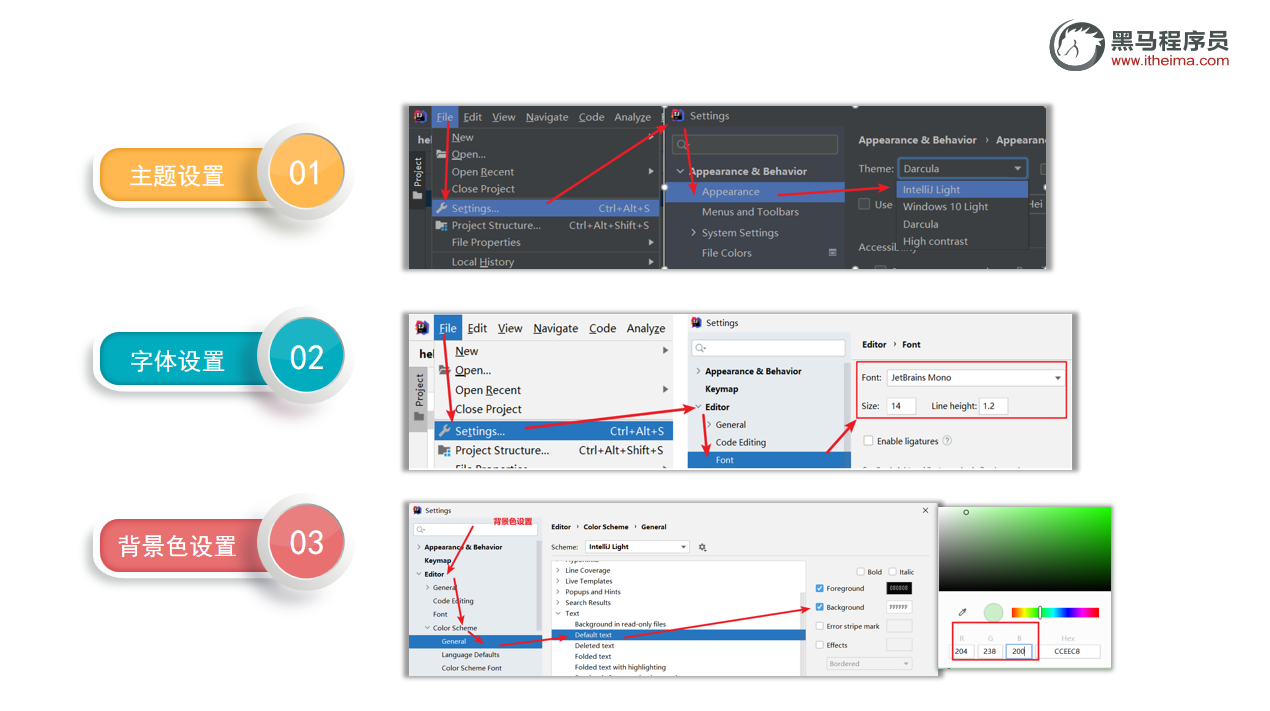 黑马程序员
www.itheima.com
主题设置
01
File Edit View Navigate Code Analyze
New
Open...
Open Recent
Close Project
Settings... Ctrl+Alt+S
Project Structure... Ctrl+Alt+Shift+S
File Properties
Local History
hel
Project
Settings
Appearance & Behavior
Appearance
Menus and Toolbars
System Settings
File Colors
Appearance & Behavior › Appearan
Theme: Darcula
IntelliJ Light
Windows 10 Light
Darcula
High contrast
Use
Hei
字体设置
02
File Edit View Navigate Code Analyze
hel
Project
New
Open...
Open Recent
Close Project
Settings... Ctrl+Alt+S
Project Structure... Ctrl+Alt+Shift+S
Settings
Appearance & Behavior
Keymap
Editor
General
Code Editing
Font
Editor › Font
Font: JetBrains Mono
Size: 14 Line height: 1.2
Enable ligatures ?
背景色设置
03
Settings
背景色设置
Appearance & Behavior
Keymap
Editor
General
Code Editing
Font
Color Scheme
General
Language Defaults
Color Scheme Font
Editor › Color Scheme › General
Scheme: IntelliJ Light
Line Coverage
Live Templates
Popups and Hints
Search Results
Text
Background in read-only files
Default text
Deleted text
Folded text
Folded text with highlighting
Bold Italic
Foreground 000000
Background FFFFFF
Error stripe mark
Effects
Bordered
R G B Hex
204 238 200 CCEEC8